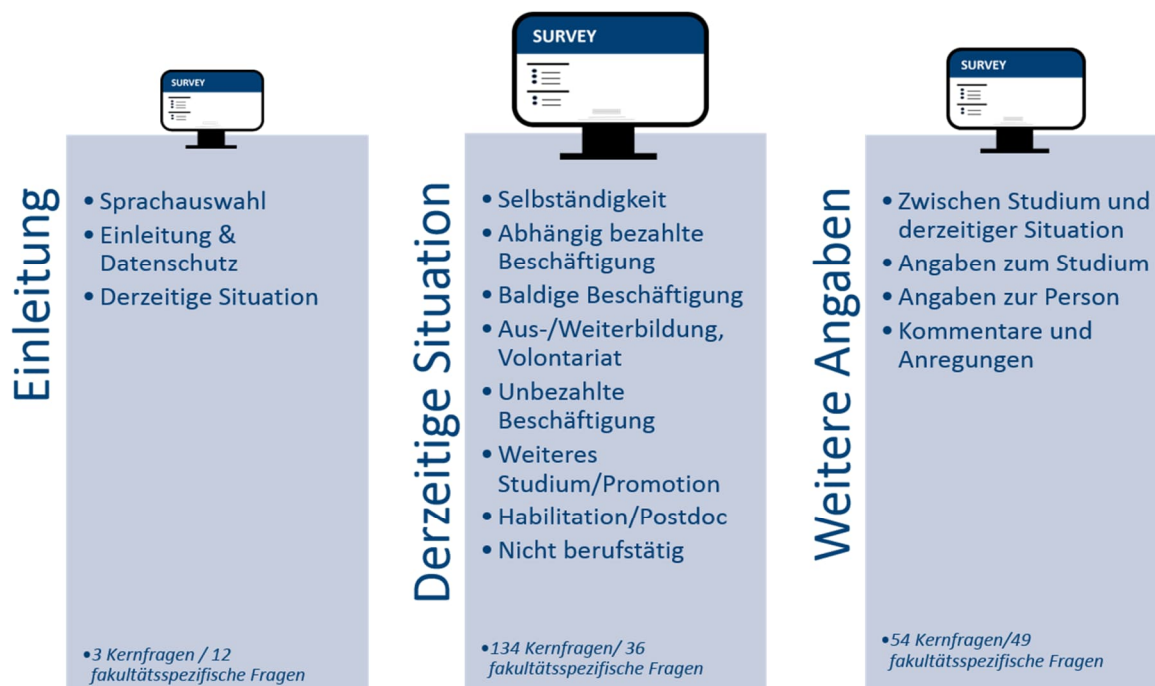 SURVEY
Einleitung
• Sprachauswahl
• Einleitung &
Datenschutz
• Derzeitige Situation
• 3 Kernfragen / 12
fakultätsspezifische Fragen
SURVEY
Derzeitige Situation
• Selbständigkeit
• Abhängig bezahlte
Beschäftigung
• Baldige Beschäftigung
• Aus-/Weiterbildung,
Volontariat
• Unbezahlte
Beschäftigung
• Weiteres
Studium/Promotion
• Habilitation/Postdoc
• Nicht berufstätig
• 134 Kernfragen/ 36
fakultätsspezifische Fragen
SURVEY
Weitere Angaben
• Zwischen Studium und
derzeitiger Situation
• Angaben zum Studium
• Angaben zur Person
• Kommentare und
Anregungen
• 54 Kernfragen/49
fakultätsspezifische Fragen